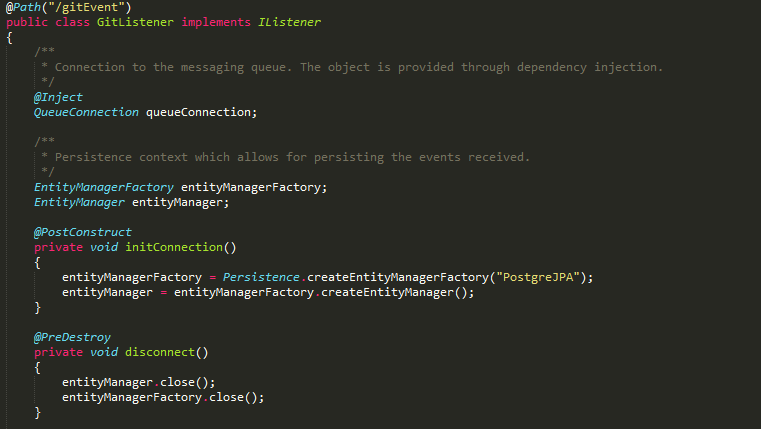 @Path("/gitEvent")
public class GitListener implements IListener
{
    /**
     * Connection to the messaging queue. The object is provided through dependency injection.
     */
    @Inject
    QueueConnection queueConnection;

    /**
     * Persistence context which allows for persisting the events received.
     */
    EntityManagerFactory entityManagerFactory;
    EntityManager entityManager;

    @PostConstruct
    private void initConnection()
    {
        entityManagerFactory = Persistence.createEntityManagerFactory("PostgreJPA");
        entityManager = entityManagerFactory.createEntityManager();
    }

    @PreDestroy
    private void disconnect()
    {
        entityManager.close();
        entityManagerFactory.close();
    }